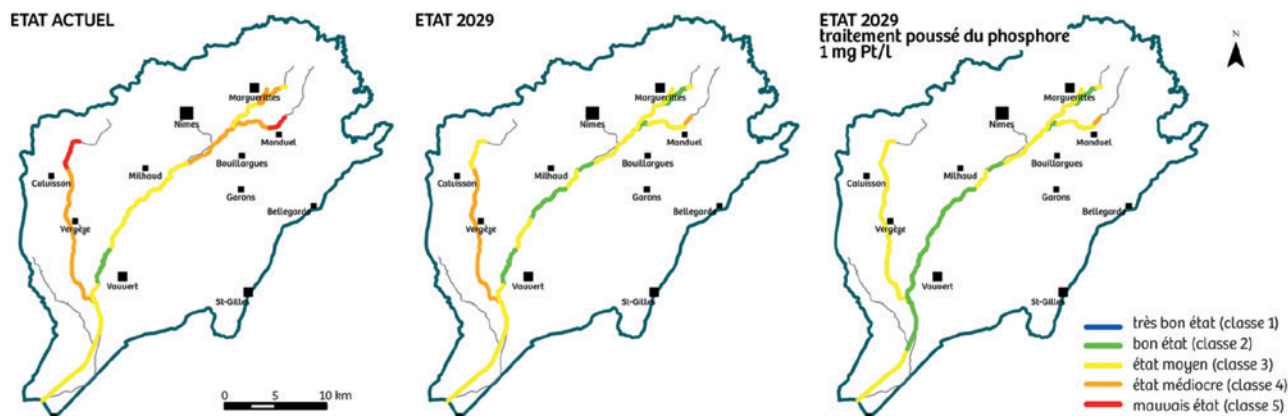 ETAT ACTUEL
Marguerittes
Nîmes
Manduel
Bouillargues
Milhaud
Caluisson
Garons
Bellegarde
Vergèze
Vauvert
St-Gilles
0 5 10 km
ETAT 2029
Marguerittes
Nîmes
Manduel
Bouillargues
Milhaud
Caluisson
Garons
Bellegarde
Vergèze
Vauvert
St-Gilles
ETAT 2029
traitement poussé du phosphore
1 mg Pt/l
N
Marguerittes
Nîmes
Manduel
Bouillargues
Milhaud
Caluisson
Garons
Bellegarde
Vergèze
Vauvert
St-Gilles
très bon état (classe 1)
bon état (classe 2)
état moyen (classe 3)
état médiocre (classe 4)
mauvais état (classe 5)